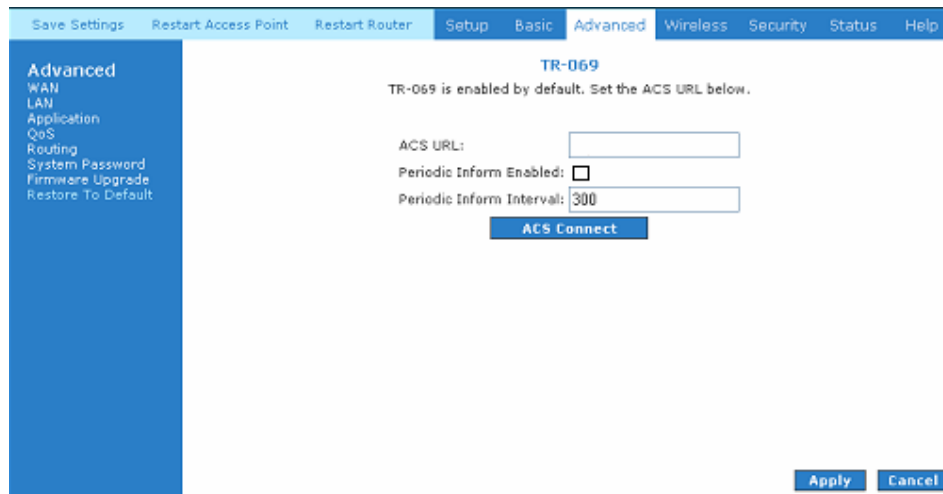 Save Settings Restart Access Point Restart Router Setup Basic Advanced Wireless Security Status Help
Advanced
WAN
LAN
Application
QoS
Routing
System Password
Firmware Upgrade
Restore To Default
TR-069
TR-069 is enabled by default. Set the ACS URL below.
ACS URL:
Periodic Inform Enabled:
Periodic Inform Interval: 300
ACS Connect
Apply Cancel